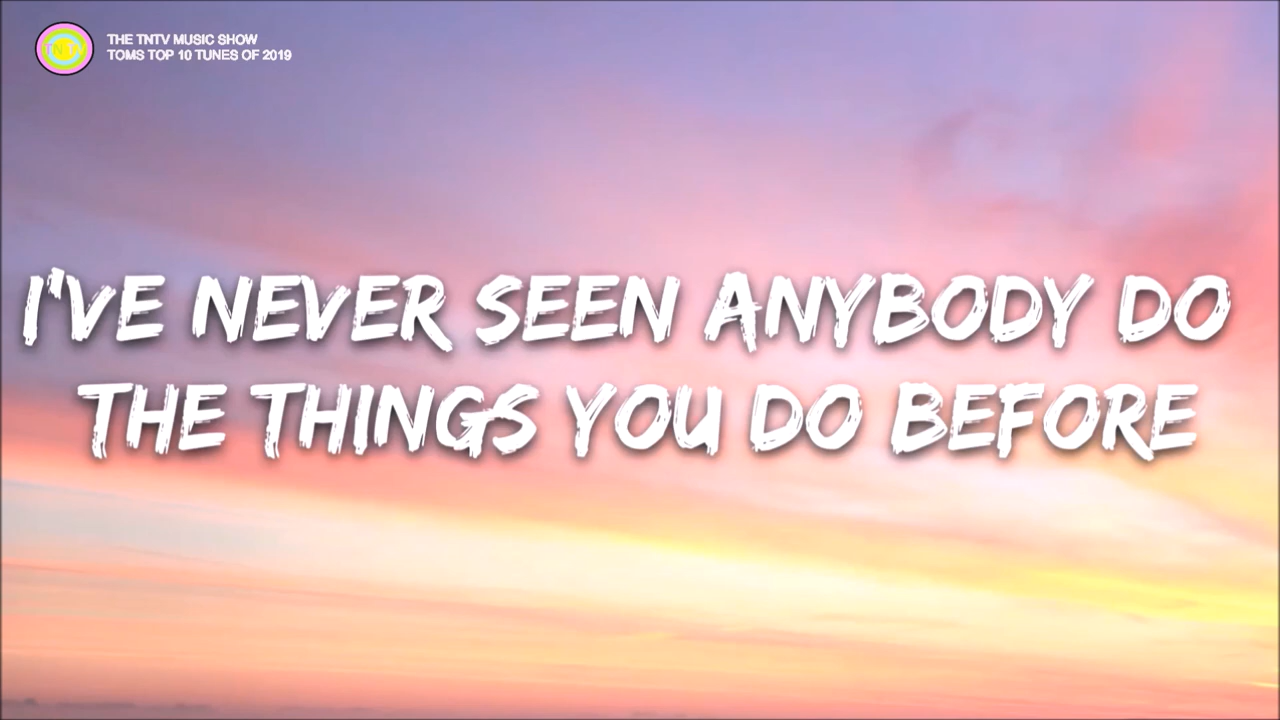 TNTV
THE TNTV MUSIC SHOW
TOMS TOP 10 TUNES OF 2019
I'VE NEVER SEEN ANYBODY DO
THE THINGS YOU DO BEFORE